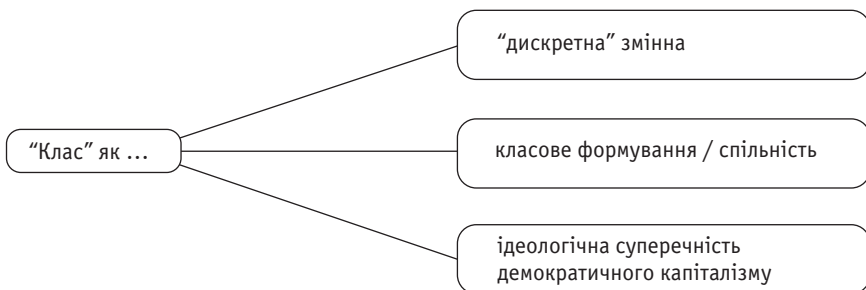 “дискретна” змінна
“Клас” як ...
класове формування / спільність
ідеологічна суперечність
демократичного капіталізму